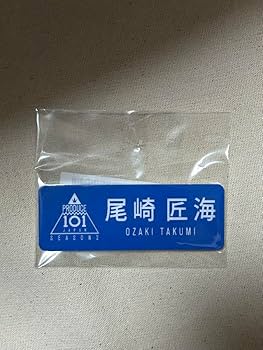 PRODUCE
101
JAPAN
SEASON2
尾崎 匠海
OZAKI TAKUMI